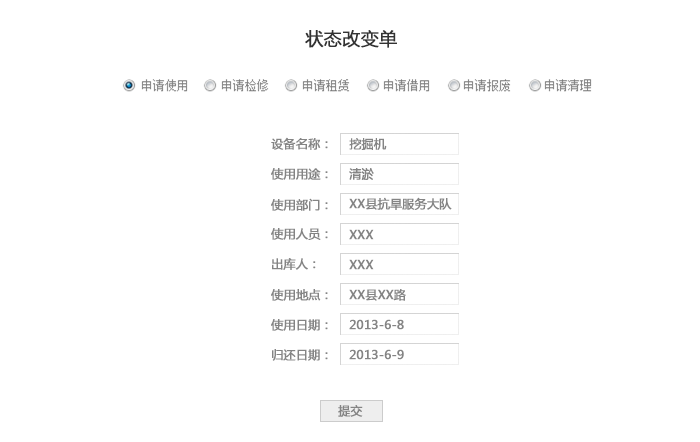 状态改变单
申请使用 申请检修 申请租赁 申请借用 申请报废 申请清理
设备名称： 挖掘机
使用用途： 清淤
使用部门： XX县抗旱服务大队
使用人员： XXX
出库人： XXX
使用地点： XX县XX路
使用日期： 2013-6-8
归还日期： 2013-6-9
提交